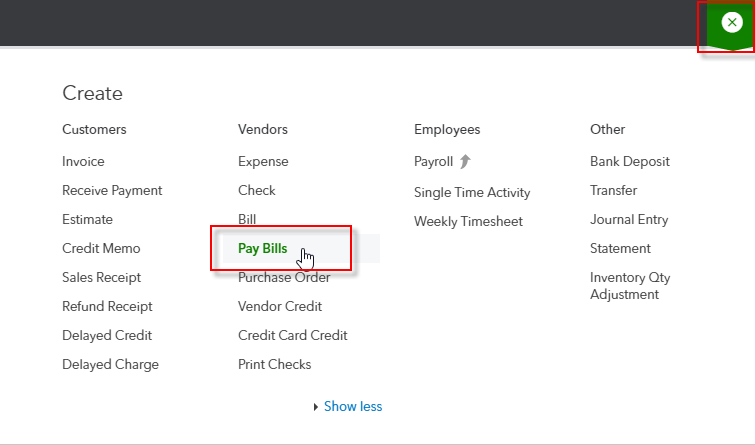 Create
Customers
Invoice
Receive Payment
Estimate
Credit Memo
Sales Receipt
Refund Receipt
Delayed Credit
Delayed Charge
Vendors
Expense
Check
Bill
Pay Bills
Purchase Order
Vendor Credit
Credit Card Credit
Print Checks
Employees
Payroll
Single Time Activity
Weekly Timesheet
Other
Bank Deposit
Transfer
Journal Entry
Statement
Inventory Qty
Adjustment
Show less